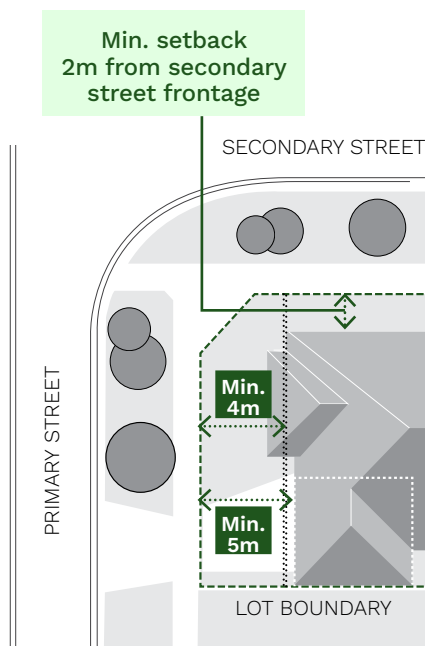 Min. setback
2m from secondary
street frontage
SECONDARY STREET
PRIMARY STREET
Min.
4m
Min.
5m
LOT BOUNDARY